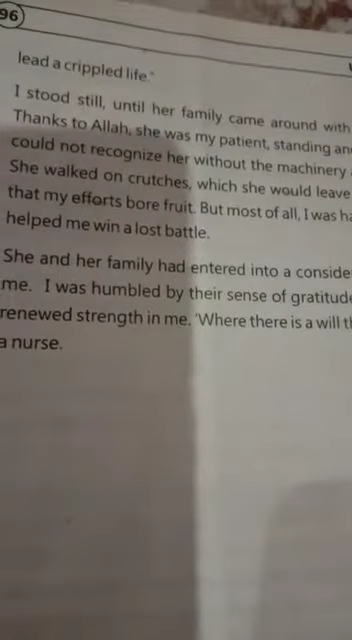 96
lead a crippled life."
I stood still, until her family came around with
Thanks to Allah, she was my patient, standing an
could not recognize her without the machinery
She walked on crutches, which she would leave
that my efforts bore fruit. But most of all, I was ha
helped me win a lost battle.
She and her family had entered into a conside
me. I was humbled by their sense of gratitude
renewed strength in me. 'Where there is a will th
a nurse.